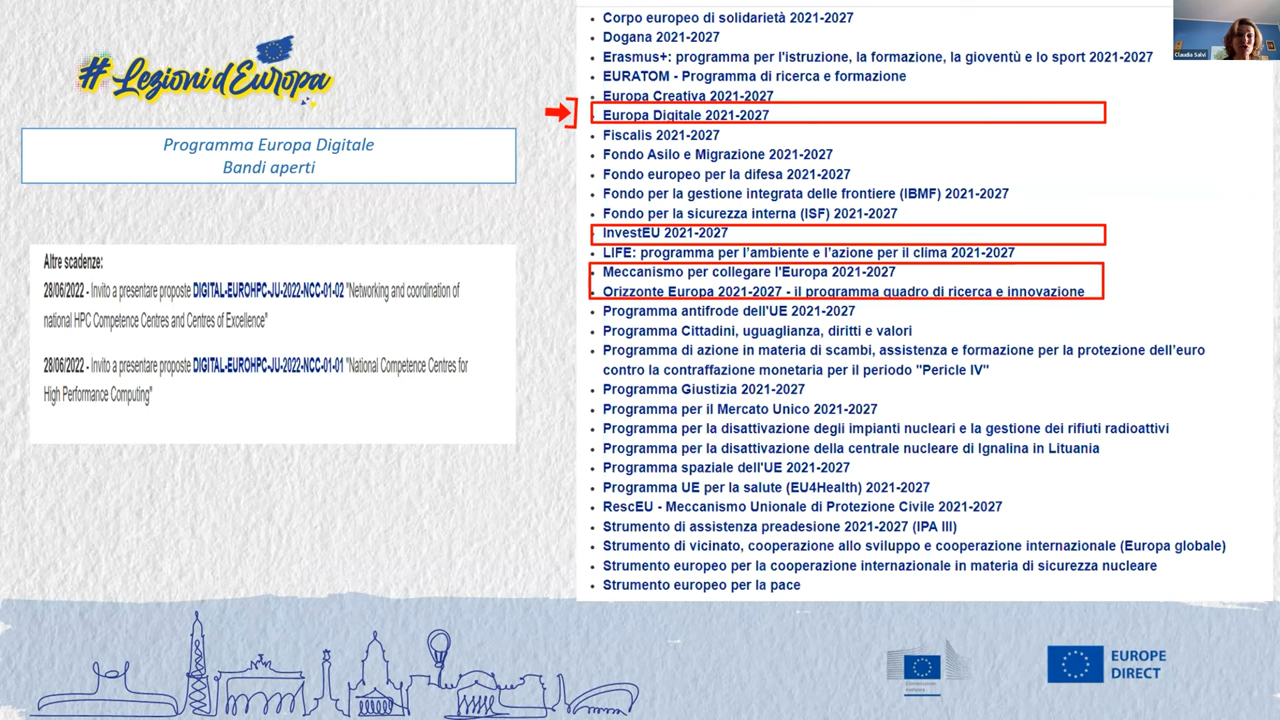 #LezionidEuropa
Programma Europa Digitale
Bandi aperti
Altre scadenze:
28/06/2022 - Invito a presentare proposte DIGITAL-EUROHPC-JU-2022-NCC-01-02 "Networking and coordination of
national HPC Competence Centres and Centres of Excellence"
28/06/2022 - Invito a presentare proposte DIGITAL-EUROHPC-JU-2022-NCC-01-01 "National Competence Centres for
High Performance Computing"
• Corpo europeo di solidarietà 2021-2027
• Dogana 2021-2027
• Erasmus+: programma per l'istruzione, la formazione, la gioventù e lo sport 2021-2027
• EURATOM - Programma di ricerca e formazione
• Europa Creativa 2021-2027
• Europa Digitale 2021-2027
• Fiscalis 2021-2027
• Fondo Asilo e Migrazione 2021-2027
• Fondo europeo per la difesa 2021-2027
• Fondo per la gestione integrata delle frontiere (IBMF) 2021-2027
• Fondo per la sicurezza interna (ISF) 2021-2027
• InvestEU 2021-2027
• LIFE: programma per l'ambiente e l'azione per il clima 2021-2027
• Meccanismo per collegare l'Europa 2021-2027
• Orizzonte Europa 2021-2027 - il programma quadro di ricerca e innovazione
• Programma antifrode dell'UE 2021-2027
• Programma Cittadini, uguaglianza, diritti e valori
• Programma di azione in materia di scambi, assistenza e formazione per la protezione dell'euro
contro la contraffazione monetaria per il periodo "Pericle IV"
• Programma Giustizia 2021-2027
• Programma per il Mercato Unico 2021-2027
• Programma per la disattivazione degli impianti nucleari e la gestione dei rifiuti radioattivi
• Programma per la disattivazione della centrale nucleare di Ignalina in Lituania
• Programma spaziale dell'UE 2021-2027
• Programma UE per la salute (EU4Health) 2021-2027
• RescEU - Meccanismo Unionale di Protezione Civile 2021-2027
• Strumento di assistenza preadesione 2021-2027 (IPA III)
• Strumento di vicinato, cooperazione allo sviluppo e cooperazione internazionale (Europa globale)
• Strumento europeo per la cooperazione internazionale in materia di sicurezza nucleare
• Strumento europeo per la pace
Claudia Salvi
Commissione
europea
EUROPE
DIRECT